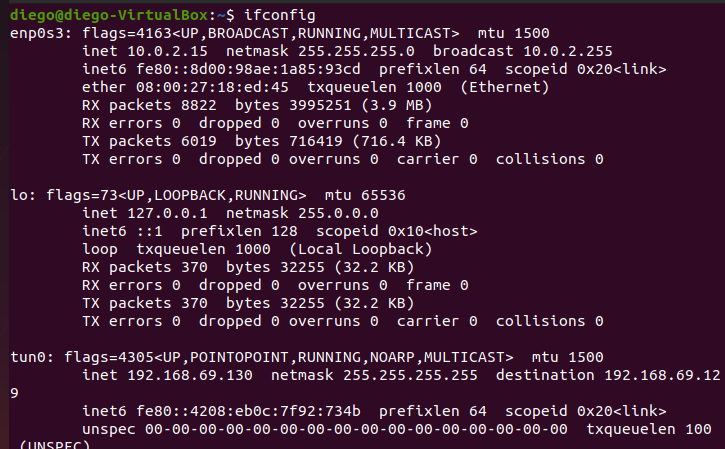 diego@diego-VirtualBox:~$ ifconfig
enp0s3: flags=4163<UP,BROADCAST,RUNNING,MULTICAST>  mtu 1500
        inet 10.0.2.15  netmask 255.255.255.0  broadcast 10.0.2.255
        inet6 fe80::8d00:98ae:1a85:93cd  prefixlen 64  scopeid 0x20<link>
        ether 08:00:27:18:ed:45  txqueuelen 1000  (Ethernet)
        RX packets 8822  bytes 3995251 (3.9 MB)
        RX errors 0  dropped 0  overruns 0  frame 0
        TX packets 6019  bytes 716419 (716.4 KB)
        TX errors 0  dropped 0 overruns 0  carrier 0  collisions 0

lo: flags=73<UP,LOOPBACK,RUNNING>  mtu 65536
        inet 127.0.0.1  netmask 255.0.0.0
        inet6 ::1  prefixlen 128  scopeid 0x10<host>
        loop  txqueuelen 1000  (Local Loopback)
        RX packets 370  bytes 32255 (32.2 KB)
        RX errors 0  dropped 0  overruns 0  frame 0
        TX packets 370  bytes 32255 (32.2 KB)
        TX errors 0  dropped 0 overruns 0  carrier 0  collisions 0

tun0: flags=4305<UP,POINTOPOINT,RUNNING,NOARP,MULTICAST>  mtu 1500
        inet 192.168.69.130  netmask 255.255.255.255  destination 192.168.69.12
9
        inet6 fe80::4208:eb0c:7f92:734b  prefixlen 64  scopeid 0x20<link>
        unspec 00-00-00-00-00-00-00-00-00-00-00-00-00-00-00-00  txqueuelen 100
 (UNSPEC)